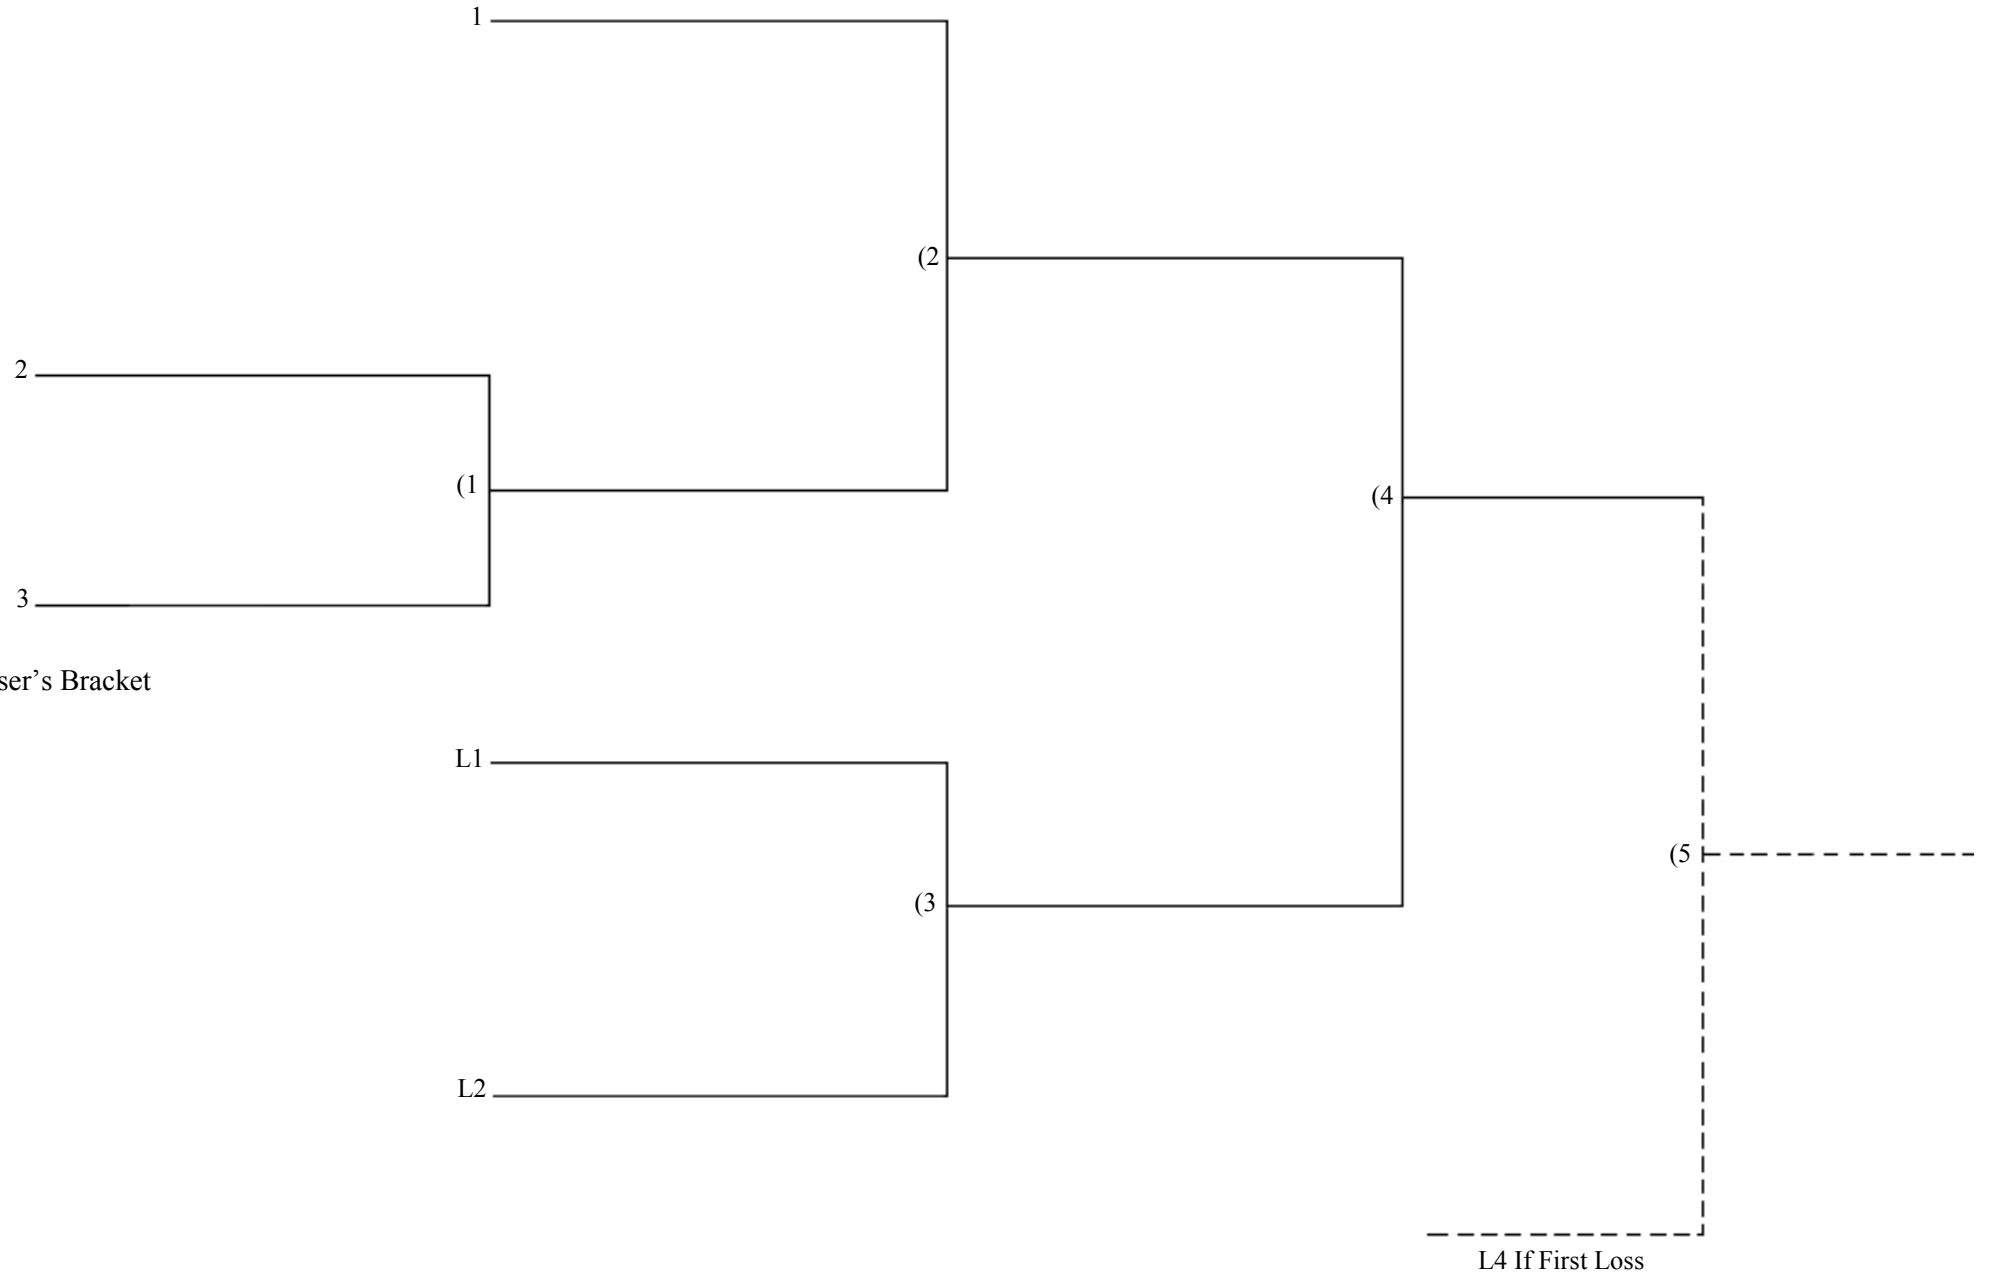 1
(2
2
(1
(4
3
ser’s Bracket
L1
(5
(3
L2
L4 If First Loss